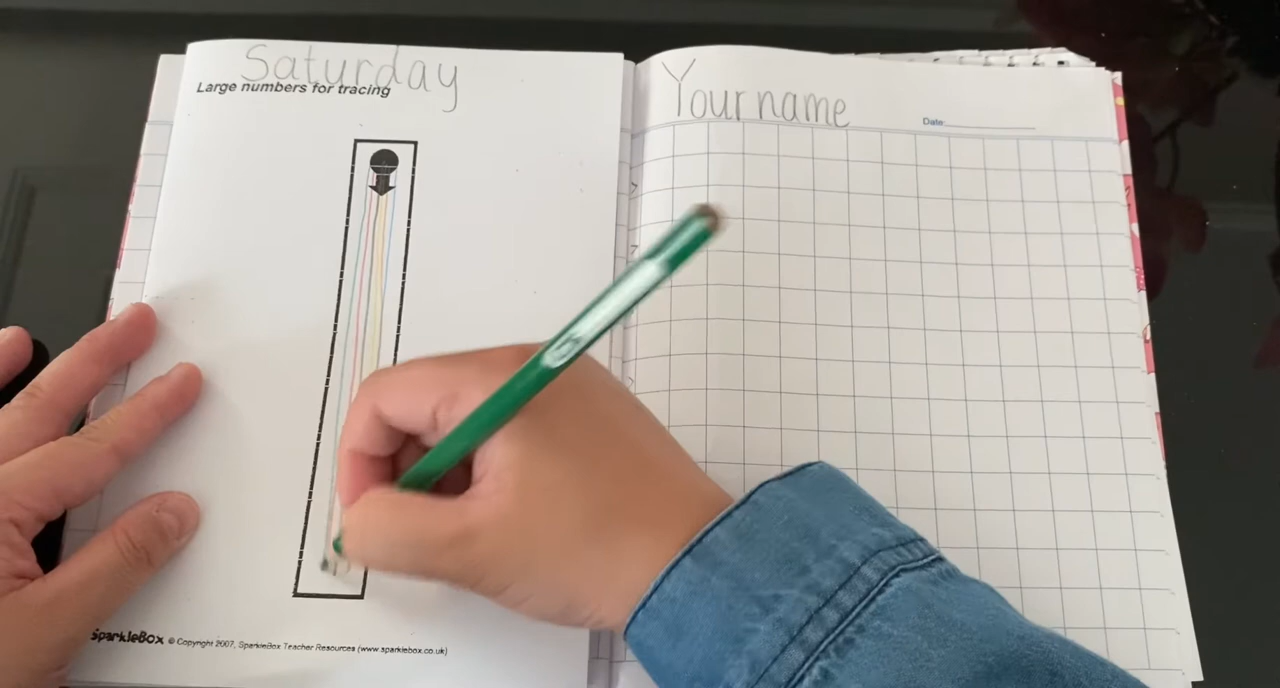 Saturday
Large numbers for tracing
SparkleBox © Copyright 2007, SparkleBox Teacher Resources (www.sparklebox.co.uk)
Your name
Date: